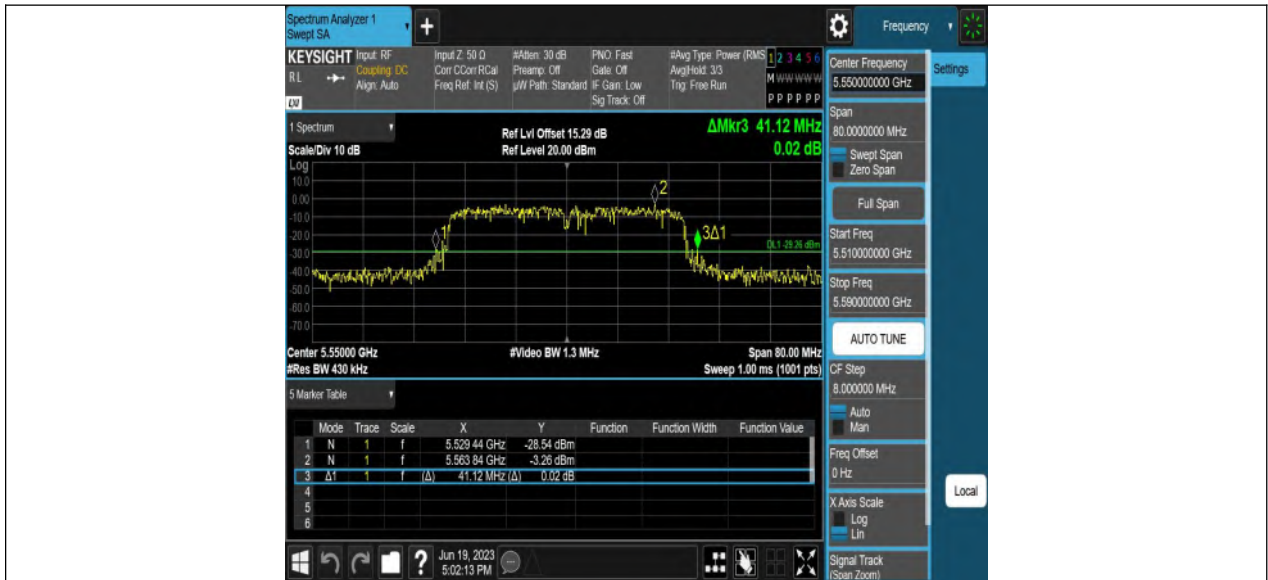 Spectrum Analyzer 1
Swept SA
+
Frequency
KEYSIGHT
RL
LXI
Input: RF
Coupling: DC
Align: Auto
Input Z: 50 Ω
Corr CCorr RCal
Freq Ref: Int (S)
#Atten: 30 dB
Preamp: Off
µW Path: Standard
PNO: Fast
Gate: Off
IF Gain: Low
Sig Track: Off
#Avg Type: Power (RMS
Avg|Hold: 3/3
Trig: Free Run
1 2 3 4 5 6
M W W W W W
P P P P P P
1 Spectrum
Scale/Div 10 dB
Ref Lvl Offset 15.29 dB
Ref Level 20.00 dBm
ΔMkr3 41.12 MHz
0.02 dB
Log
10.0
0.00
-10.0
-20.0
-30.0
-40.0
-50.0
-60.0
-70.0
1
2
3Δ1
DL1 -29.26 dBm
Center 5.55000 GHz
#Res BW 430 kHz
#Video BW 1.3 MHz
Span 80.00 MHz
Sweep 1.00 ms (1001 pts)
5 Marker Table
Mode Trace Scale X Y Function Function Width Function Value
1 N 1 f 5.529 44 GHz -28.54 dBm
2 N 1 f 5.563 84 GHz -3.26 dBm
3 Δ1 1 f (Δ) 41.12 MHz (Δ) 0.02 dB
4
5
6
?
Jun 19, 2023
5:02:13 PM
Center Frequency
5.550000000 GHz
Settings
Span
80.0000000 MHz
Swept Span
Zero Span
Full Span
Start Freq
5.510000000 GHz
Stop Freq
5.590000000 GHz
AUTO TUNE
CF Step
8.000000 MHz
Auto
Man
Freq Offset
0 Hz
X Axis Scale
Log
Lin
Local
Signal Track
(Span Zoom)